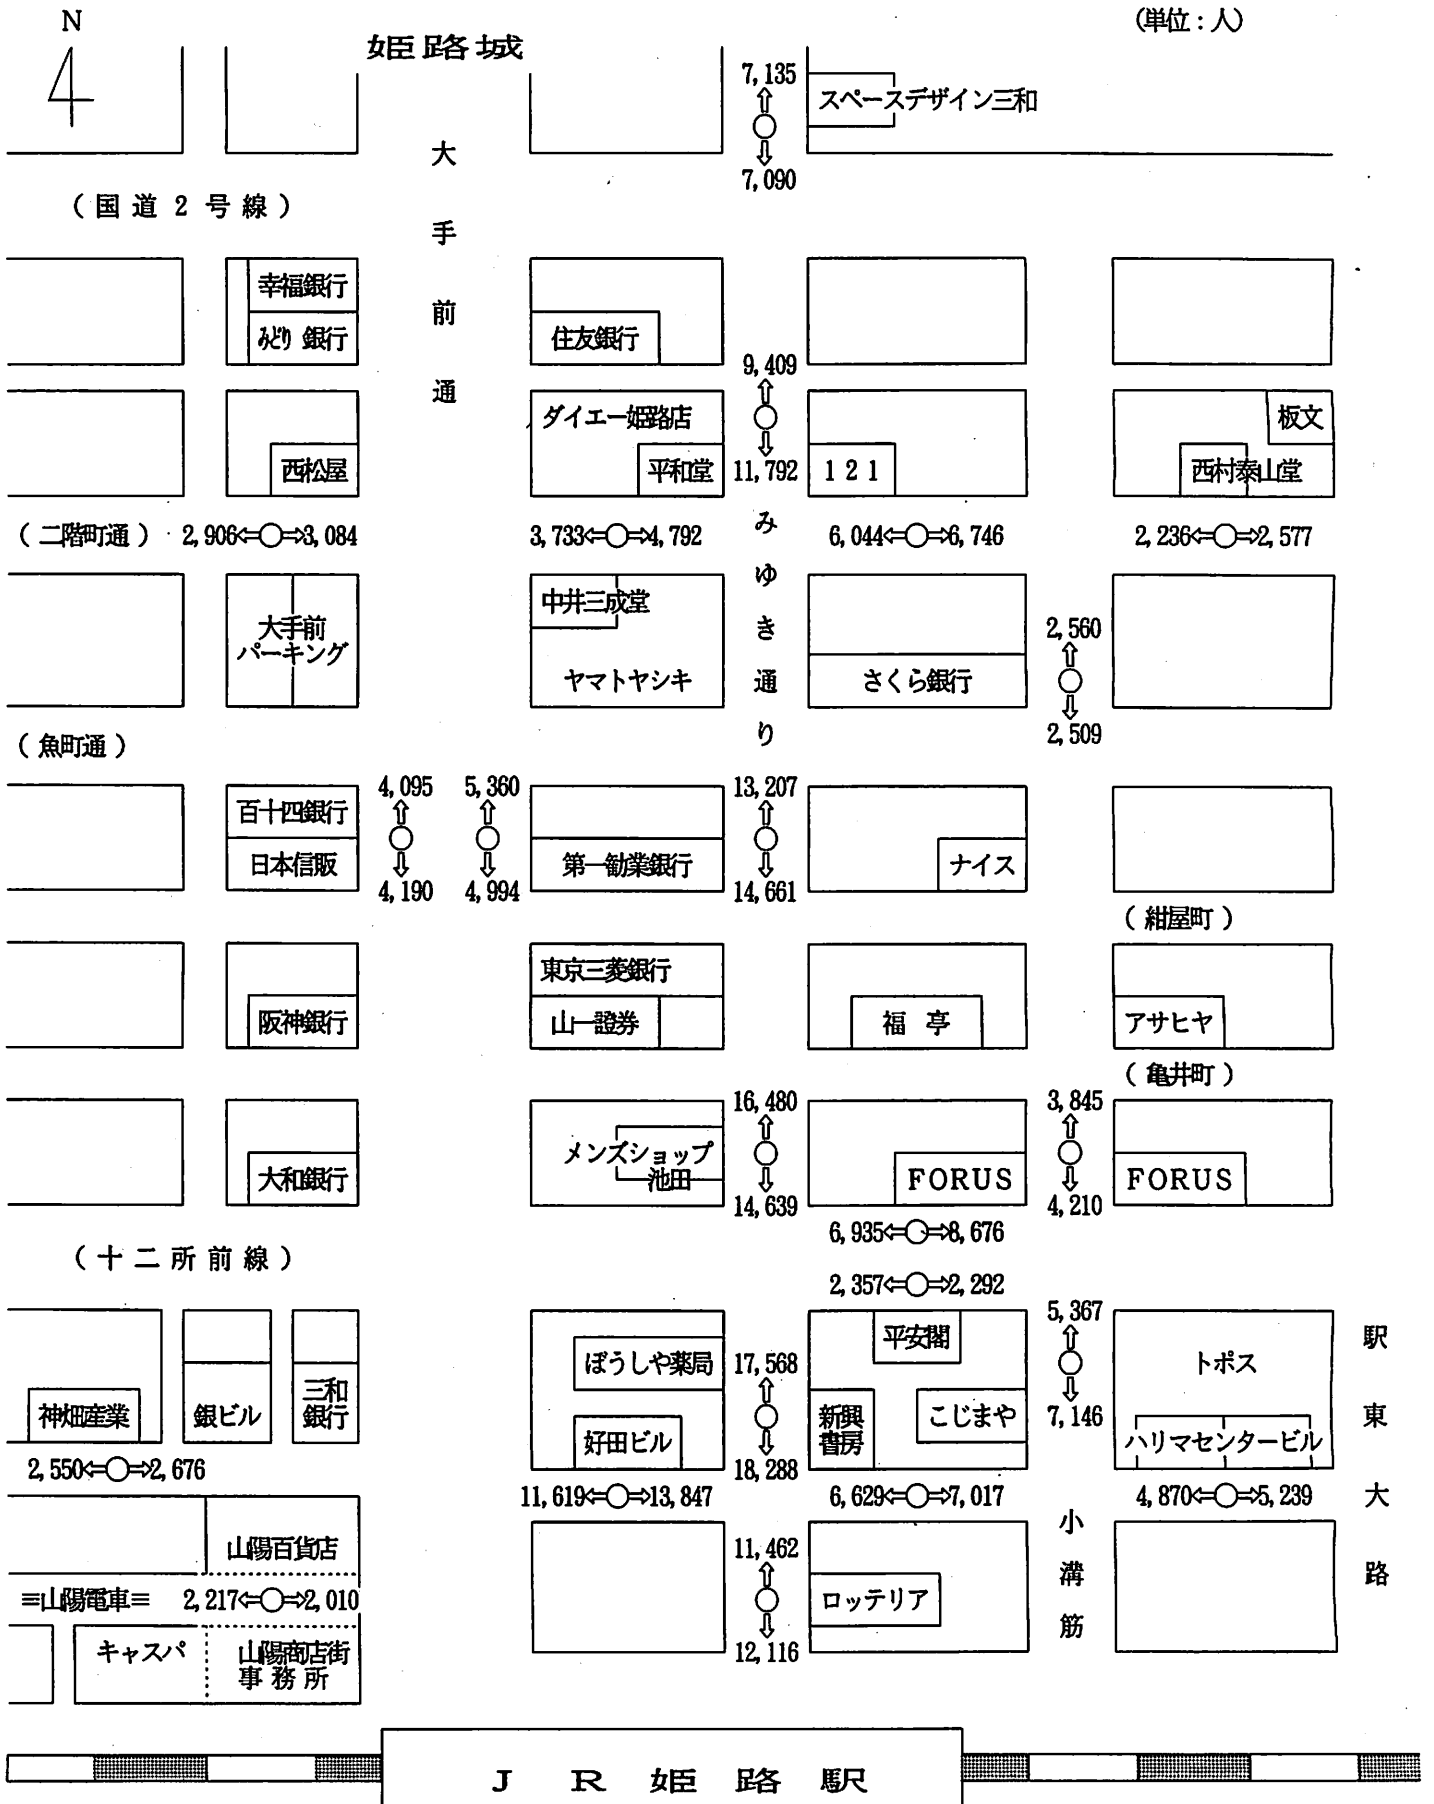 N
(単位：人)
姫路城
7,135
スペースデザイン三和
7,090
大手前通
(国道2号線)
幸福銀行
みどり銀行
住友銀行
9,409
ダイエー姫路店
板文
西松屋
平和堂
11,792
121
西村泰山堂
(二階町通)
2,906⇐○⇒3,084
3,733⇐○⇒4,792
6,044⇐○⇒6,746
2,236⇐○⇒2,577
みゆき通り
中井三成堂
大手前
パーキング
2,560
ヤマトヤシキ
さくら銀行
2,509
(魚町通)
4,095
5,360
13,207
百十四銀行
日本信販
第一勧業銀行
ナイス
4,190
4,994
14,661
(紺屋町)
東京三菱銀行
阪神銀行
山一證券
福亭
アサヒヤ
(亀井町)
16,480
3,845
メンズショップ
池田
大和銀行
FORUS
FORUS
14,639
4,210
6,935⇐○⇒8,676
(十二所前線)
2,357⇐○⇒2,292
5,367
平安閣
駅東大路
ぼうしや薬局
17,568
トポス
神畑産業
銀ビル
三和
銀行
新興
書房
こじまや
7,146
好田ビル
ハリマセンタービル
18,288
2,550⇐○⇒2,676
11,619⇐○⇒13,847
6,629⇐○⇒7,017
4,870⇐○⇒5,239
小溝筋
山陽百貨店
11,462
≡山陽電車≡
2,217⇐○⇒2,010
ロッテリア
キャスパ
山陽商店街
事務所
12,116
JR姫路駅